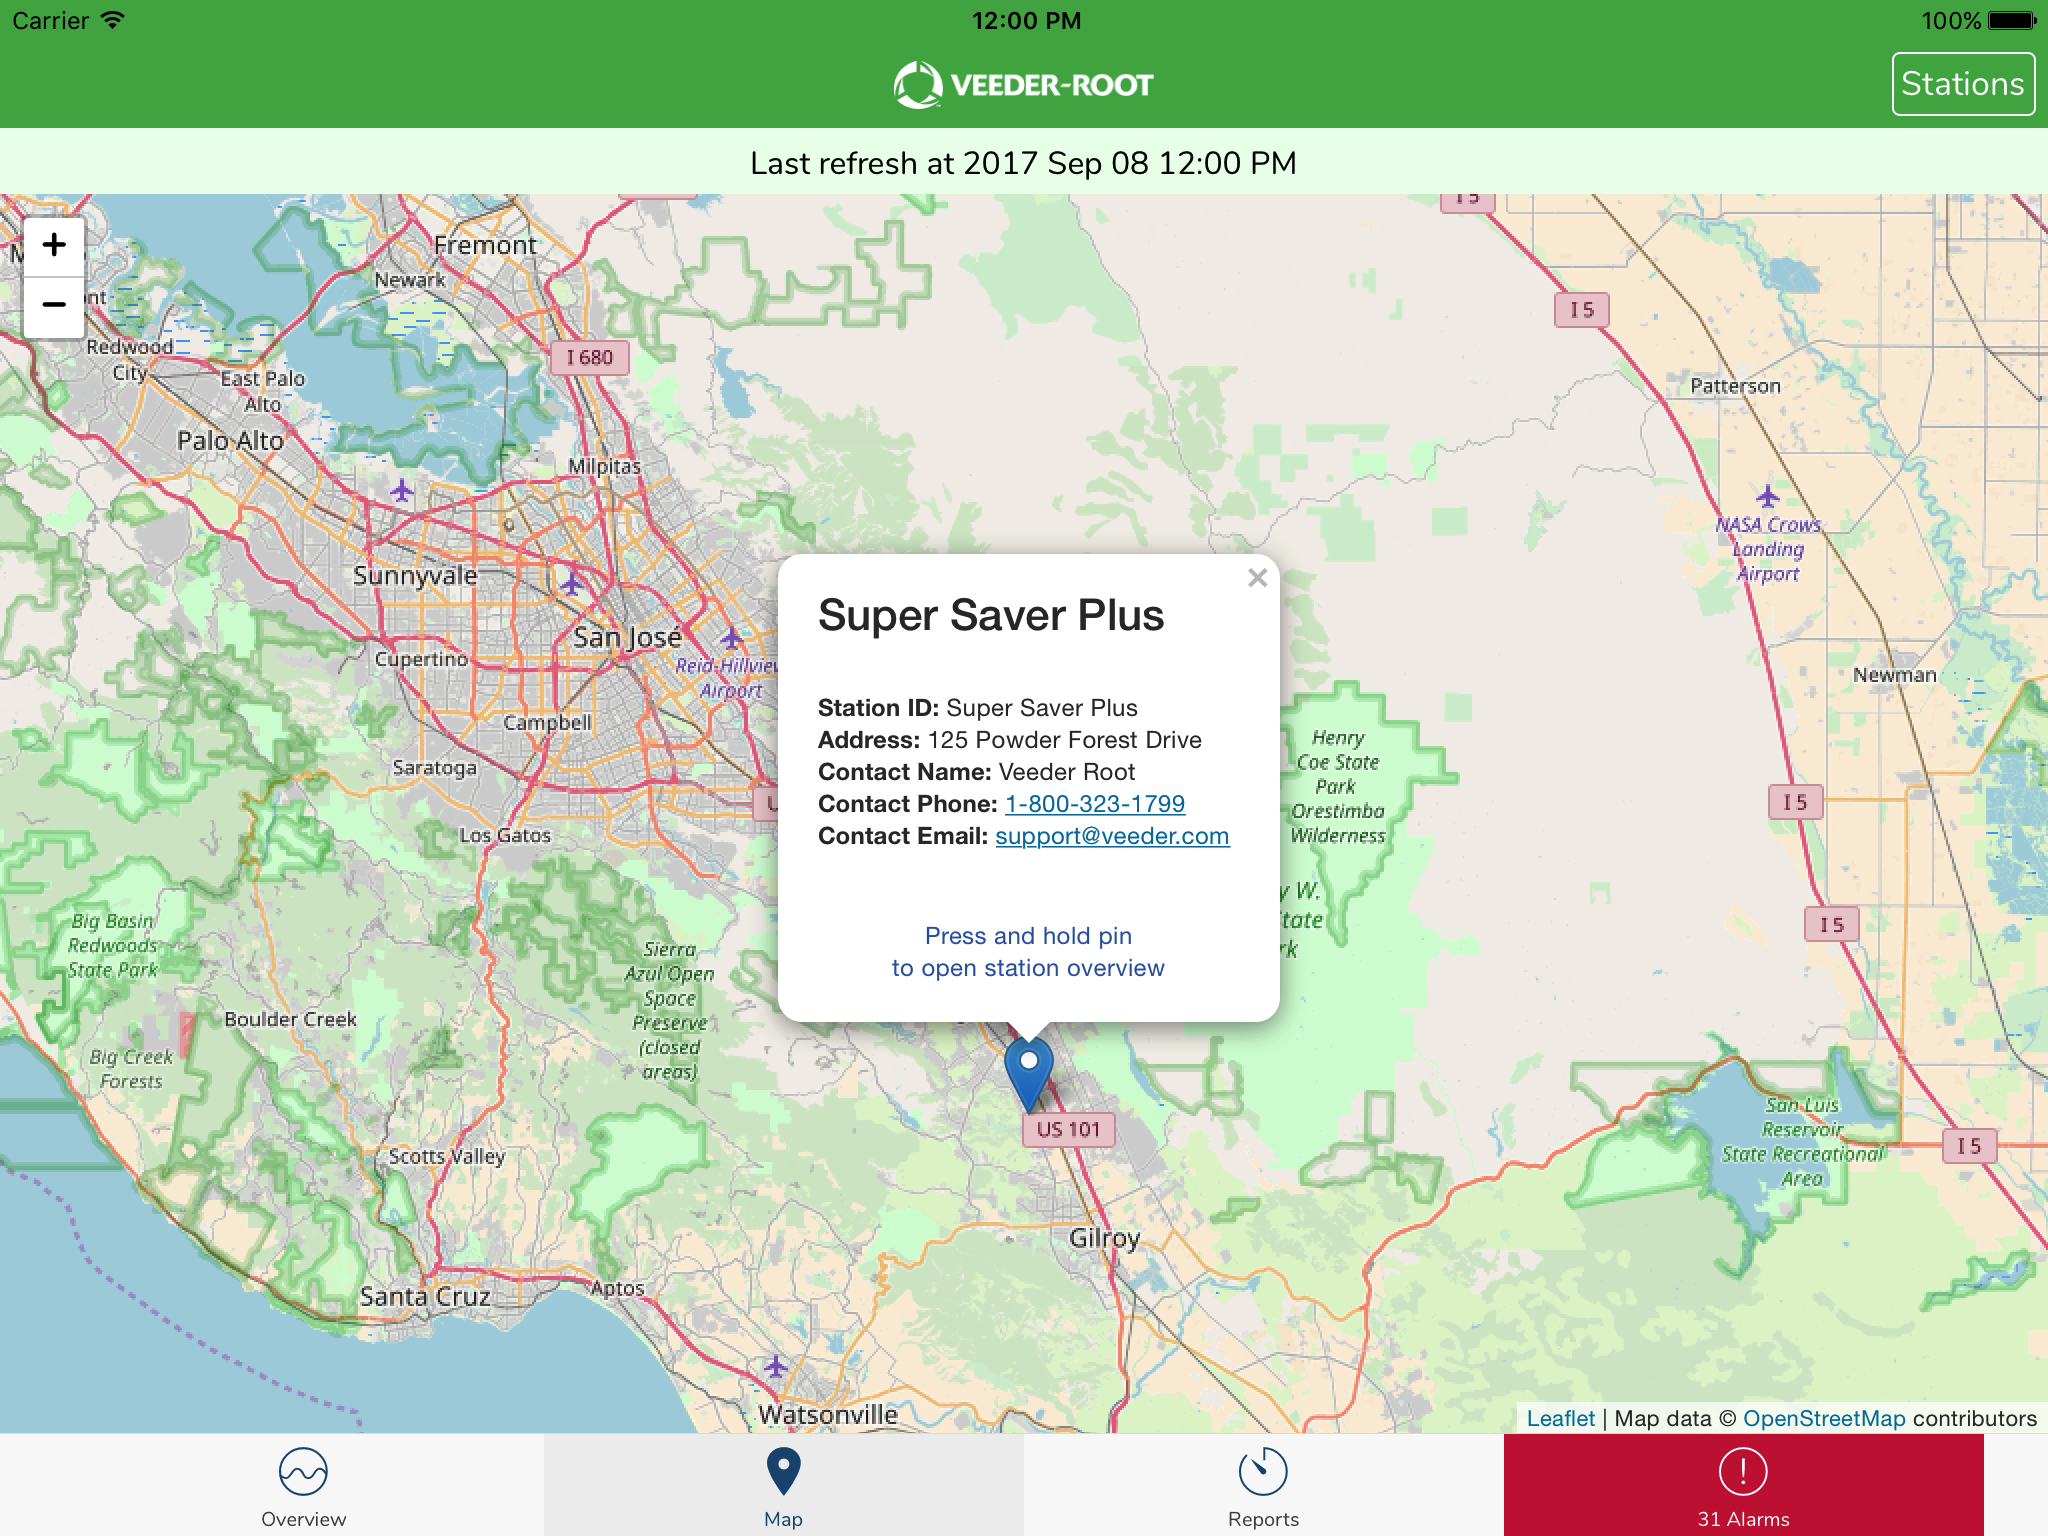 Carrier
12:00 PM
100%
VEEDER-ROOT
Stations
Last refresh at 2017 Sep 08 12:00 PM
+
−
Fremont
Newark
I 5
I 5
I 680
Redwood
City
East Palo
Alto
Palo Alto
Patterson
Milpitas
NASA Crows
Landing
Airport
Sunnyvale
San José
Cupertino
Reid-Hillview
Airport
Campbell
Saratoga
Newman
Super Saver Plus
Station ID: Super Saver Plus
Address: 125 Powder Forest Drive
Contact Name: Veeder Root
Contact Phone: 1-800-323-1799
Contact Email: support@veeder.com
Press and hold pin
to open station overview
Henry
Coe State
Park
Orestimba
Wilderness
I 5
Los Gatos
I 5
Big Basin
Redwoods
State Park
Sierra
Azul Open
Space
Preserve
(closed
areas)
Boulder Creek
Big Creek
Forests
US 101
San Luis
Reservoir
State Recreational
Area
I 5
Scotts Valley
Gilroy
Santa Cruz
Aptos
Watsonville
Leaflet | Map data © OpenStreetMap contributors
Overview
Map
Reports
31 Alarms